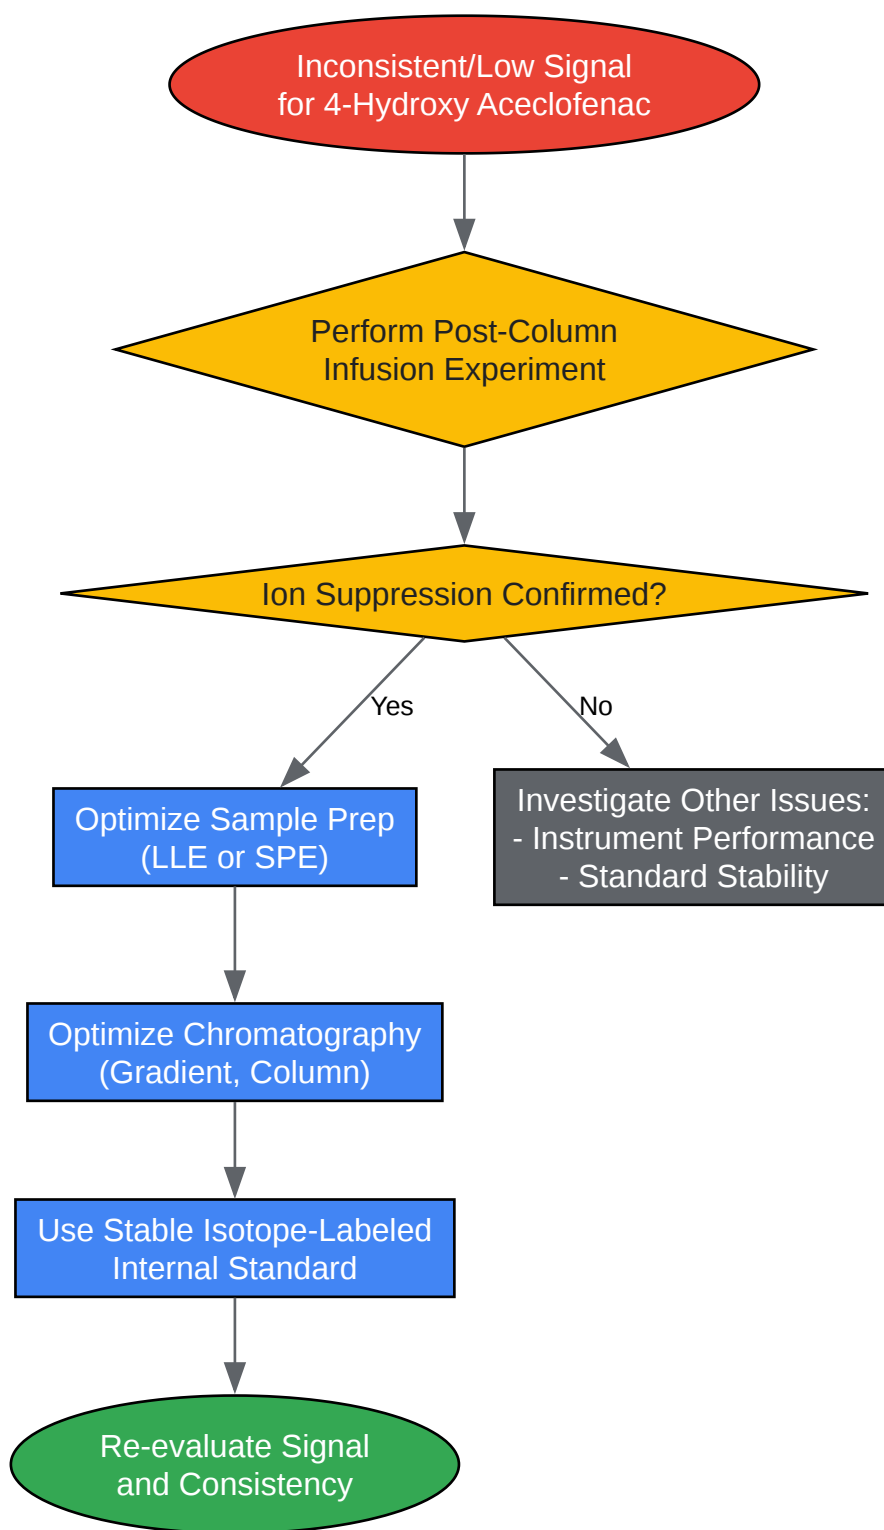 Inconsistent/Low Signal
for 4-Hydroxy Aceclofenac
Perform Post-Column
Infusion Experiment
Ion Suppression Confirmed?
Yes
No
Optimize Sample Prep
(LLE or SPE)
Investigate Other Issues:
- Instrument Performance
- Standard Stability
Optimize Chromatography
(Gradient, Column)
Use Stable Isotope-Labeled
Internal Standard
Re-evaluate Signal
and Consistency